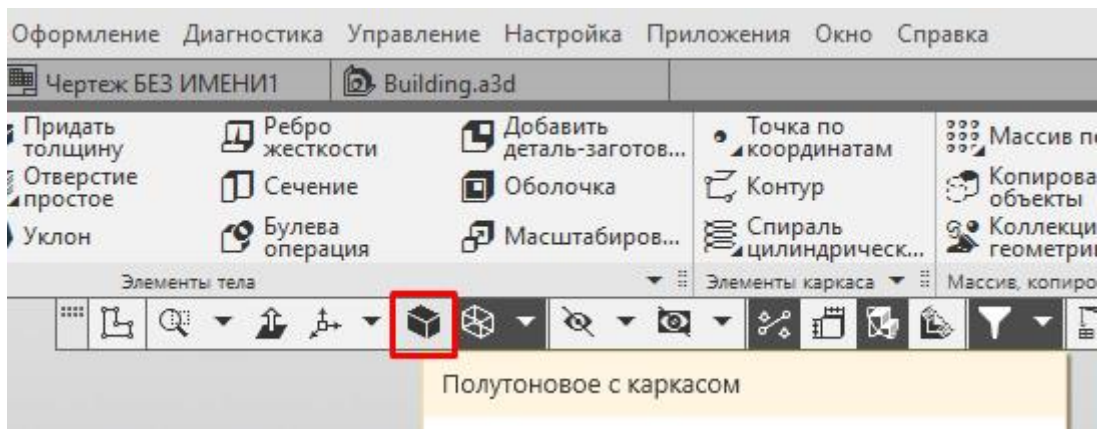 Оформление Диагностика Управление Настройка Приложения Окно Справка
Чертеж БЕЗ ИМЕНИ1 Building.a3d
Придать толщину
Ребро жесткости
Добавить деталь-заготов...
Точка по координатам
Массив по
Отверстие простое
Сечение
Оболочка
Контур
Копирова
объекты
Уклон
Булева операция
Масштабиров...
Спираль цилиндрическ...
Коллекци
геометри
Элементы тела
Элементы каркаса
Массив, копиро
Полутоновое с каркасом